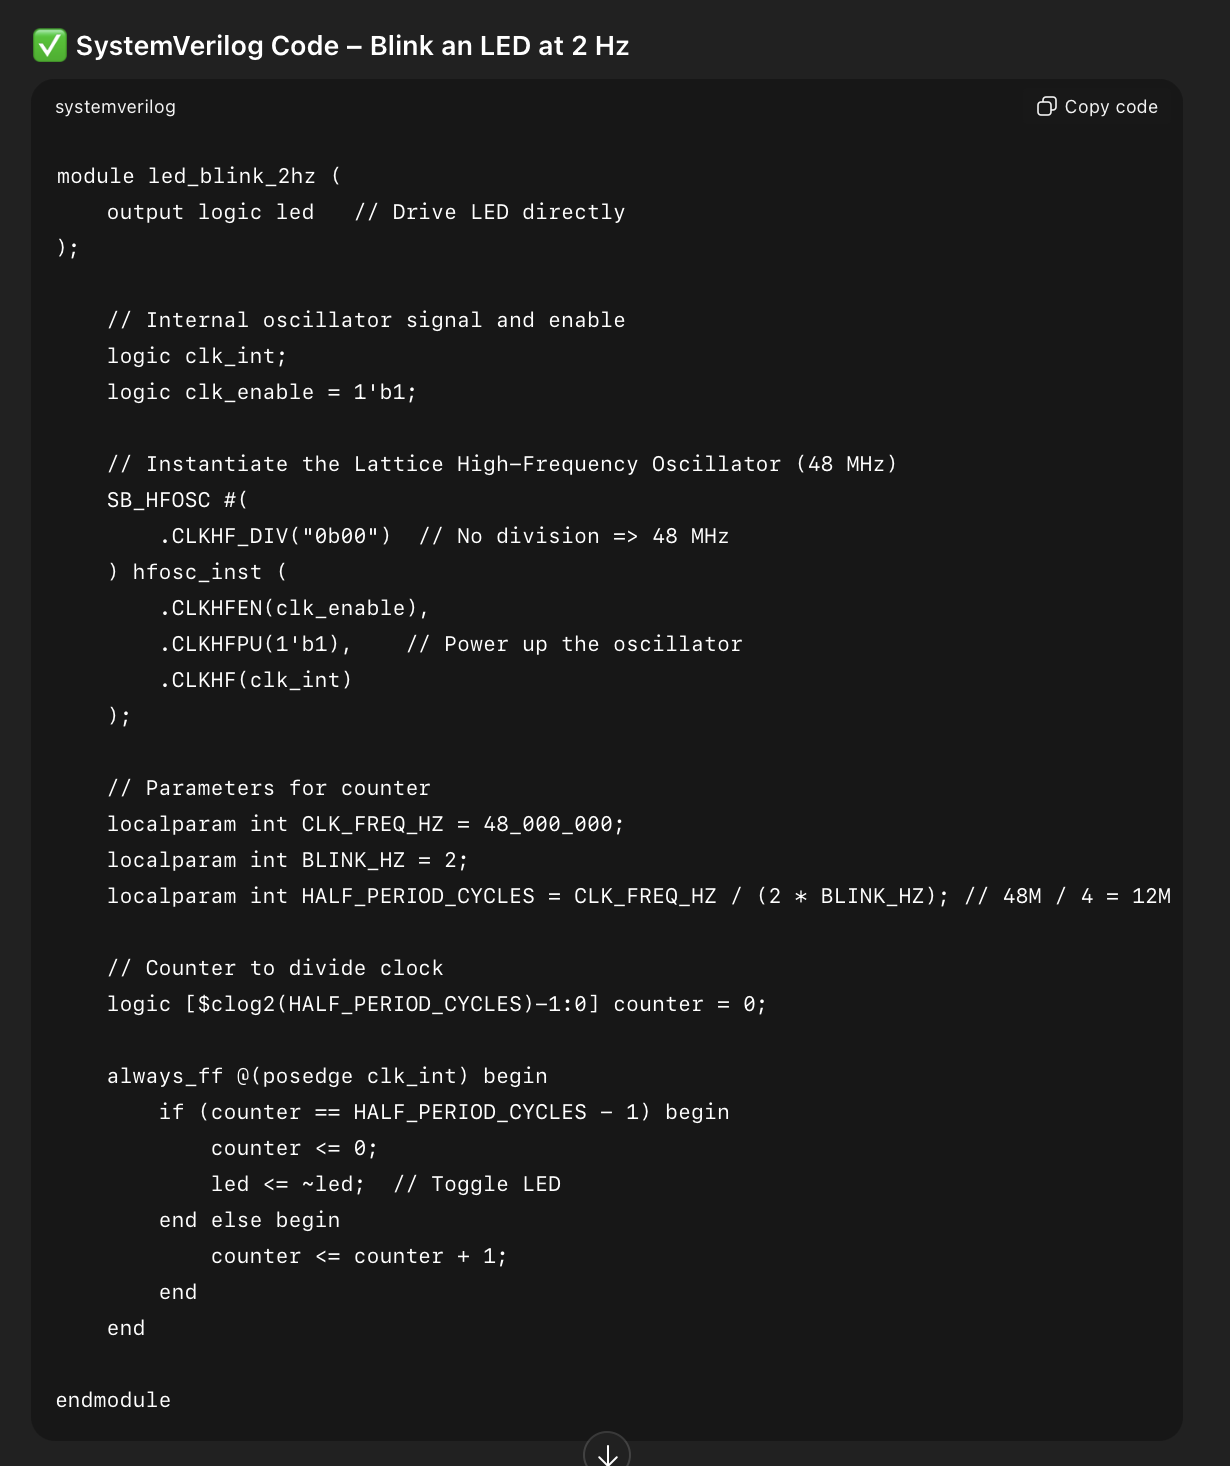 ✅ SystemVerilog Code – Blink an LED at 2 Hz
systemverilog
Copy code
module led_blink_2hz (
    output logic led   // Drive LED directly
);

    // Internal oscillator signal and enable
    logic clk_int;
    logic clk_enable = 1'b1;

    // Instantiate the Lattice High-Frequency Oscillator (48 MHz)
    SB_HFOSC #(
        .CLKHF_DIV("0b00")  // No division => 48 MHz
    ) hfosc_inst (
        .CLKHFEN(clk_enable),
        .CLKHFPU(1'b1),    // Power up the oscillator
        .CLKHF(clk_int)
    );

    // Parameters for counter
    localparam int CLK_FREQ_HZ = 48_000_000;
    localparam int BLINK_HZ = 2;
    localparam int HALF_PERIOD_CYCLES = CLK_FREQ_HZ / (2 * BLINK_HZ); // 48M / 4 = 12M

    // Counter to divide clock
    logic [$clog2(HALF_PERIOD_CYCLES)-1:0] counter = 0;

    always_ff @(posedge clk_int) begin
        if (counter == HALF_PERIOD_CYCLES - 1) begin
            counter <= 0;
            led <= ~led;  // Toggle LED
        end else begin
            counter <= counter + 1;
        end
    end

endmodule